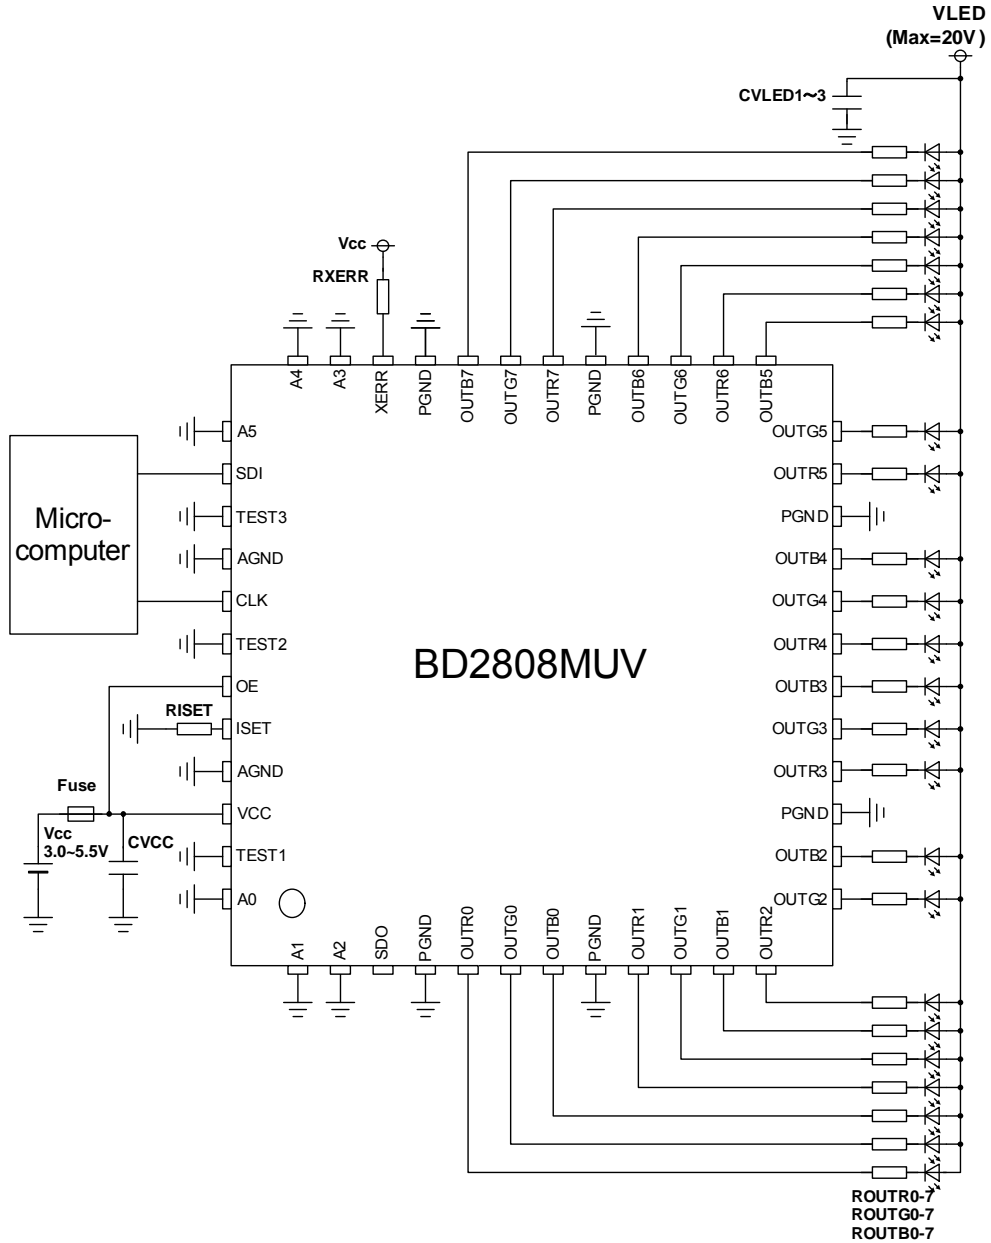 VLED
(Max=20V)
CVLED1～3
Vcc
RXERR
A4
A3
XERR
PGND
OUTB7
OUTG7
OUTR7
PGND
OUTB6
OUTG6
OUTR6
OUTB5
A5
SDI
TEST3
AGND
CLK
TEST2
OE
ISET
AGND
VCC
TEST1
A0
Micro-
computer
RISET
Fuse
Vcc
3.0~5.5V
CVCC
BD2808MUV
OUTG5
OUTR5
PGND
OUTB4
OUTG4
OUTR4
OUTB3
OUTG3
OUTR3
PGND
OUTB2
OUTG2
A1
A2
SDO
PGND
OUTR0
OUTG0
OUTB0
PGND
OUTR1
OUTG1
OUTB1
OUTR2
ROUTR0-7
ROUTG0-7
ROUTB0-7